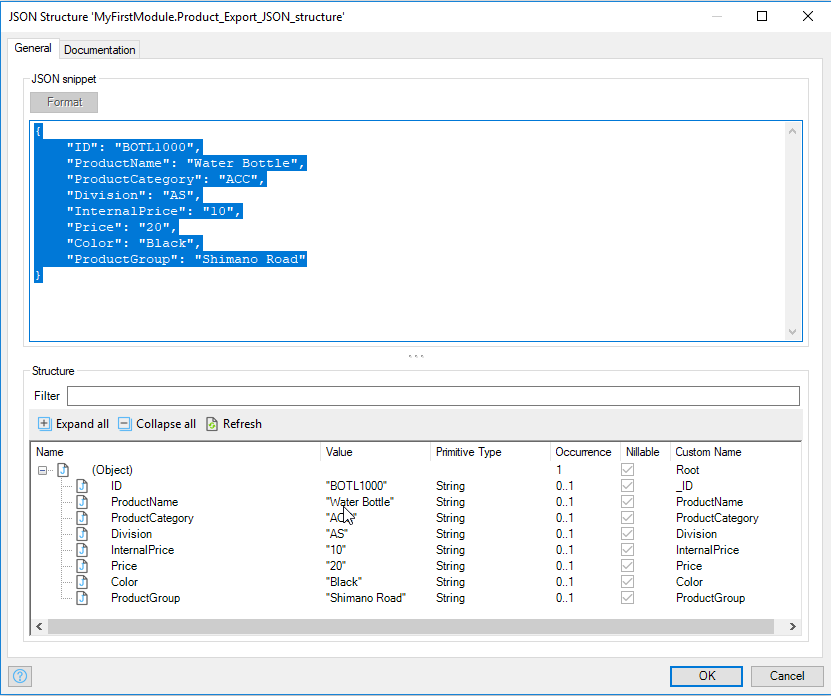 JSON Structure 'MyFirstModule.Product_Export_JSON_structure'
General Documentation
JSON snippet
Format
{
"ID": "BOTL1000",
"ProductName": "Water Bottle",
"ProductCategory": "ACC",
"Division": "AS",
"InternalPrice": "10",
"Price": "20",
"Color": "Black",
"ProductGroup": "Shimano Road"
}
Structure
Filter
Expand all Collapse all Refresh
Name Value Primitive Type Occurrence Nillable Custom Name
(Object) 1 Root
ID "BOTL1000" String 0..1 _ID
ProductName "Water Bottle" String 0..1 ProductName
ProductCategory "ACC" String 0..1 ProductCategory
Division "AS" String 0..1 Division
InternalPrice "10" String 0..1 InternalPrice
Price "20" String 0..1 Price
Color "Black" String 0..1 Color
ProductGroup "Shimano Road" String 0..1 ProductGroup
OK Cancel